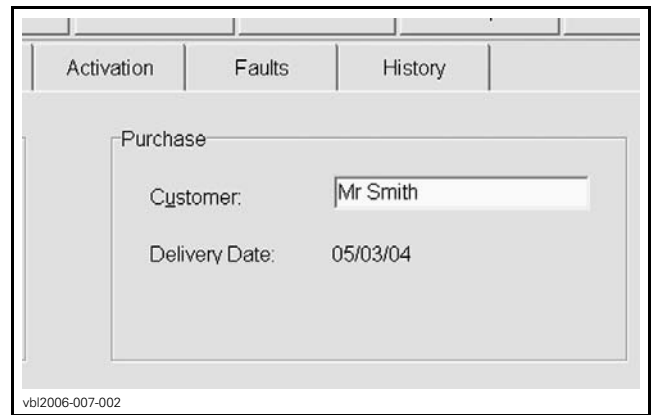 Activation Faults History
Purchase
Customer: Mr Smith
Delivery Date: 05/03/04
vbl2006-007-002